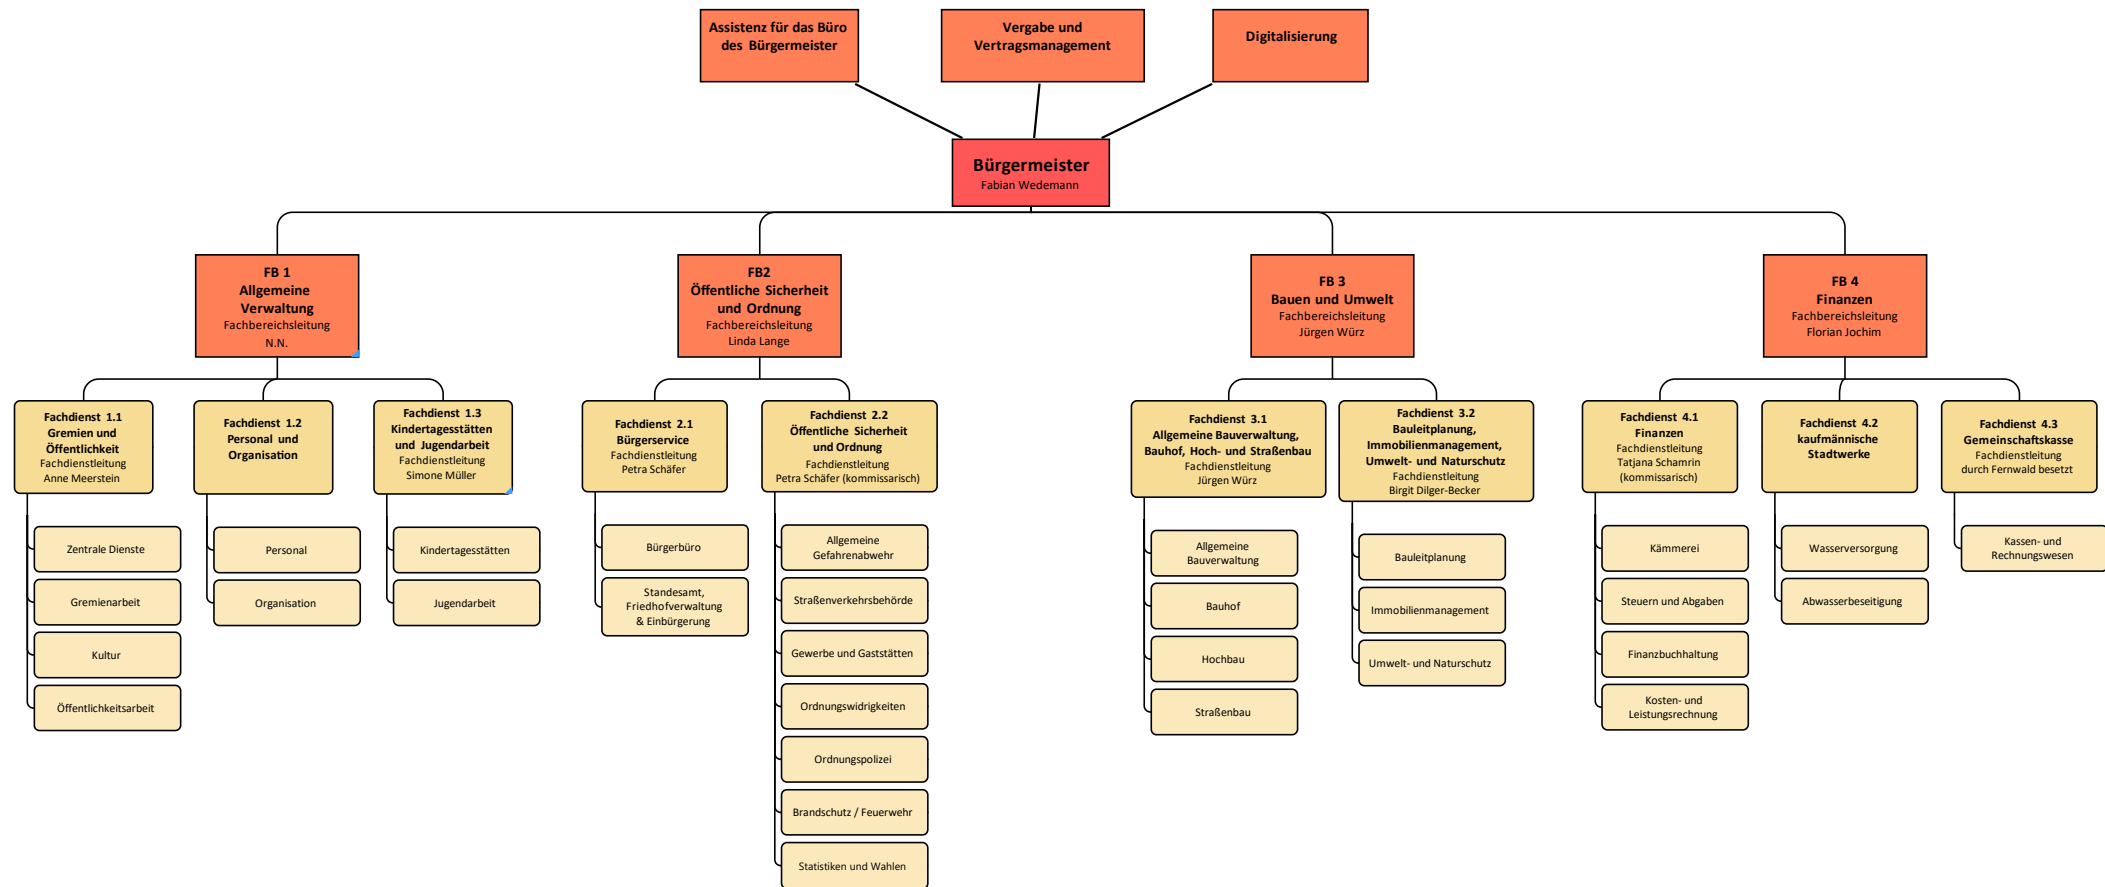 Assistenz für das Büro
des Bürgermeister
Vergabe und
Vertragsmanagement
Digitalisierung
Bürgermeister
Fabian Wedemann
FB 1
Allgemeine
Verwaltung
Fachbereichsleitung
N.N.
FB2
Öffentliche Sicherheit
und Ordnung
Fachbereichsleitung
Linda Lange
FB 3
Bauen und Umwelt
Fachbereichsleitung
Jürgen Würz
FB 4
Finanzen
Fachbereichsleitung
Florian Jochim
Fachdienst 1.1
Gremien und
Öffentlichkeit
Fachdienstleitung
Anne Meerstein
Zentrale Dienste
Gremienarbeit
Kultur
Öffentlichkeitsarbeit
Fachdienst 1.2
Personal und
Organisation
Personal
Organisation
Fachdienst 1.3
Kindertagesstätten
und Jugendarbeit
Fachdienstleitung
Simone Müller
Kindertagesstätten
Jugendarbeit
Fachdienst 2.1
Bürgerservice
Fachdienstleitung
Petra Schäfer
Bürgerbüro
Standesamt,
Friedhofverwaltung
& Einbürgerung
Fachdienst 2.2
Öffentliche Sicherheit
und Ordnung
Fachdienstleitung
Petra Schäfer (kommissarisch)
Allgemeine
Gefahrenabwehr
Straßenverkehrsbehörde
Gewerbe und Gaststätten
Ordnungswidrigkeiten
Ordnungspolizei
Brandschutz / Feuerwehr
Statistiken und Wahlen
Fachdienst 3.1
Allgemeine Bauverwaltung,
Bauhof, Hoch- und Straßenbau
Fachdienstleitung
Jürgen Würz
Allgemeine
Bauverwaltung
Bauhof
Hochbau
Straßenbau
Fachdienst 3.2
Bauleitplanung,
Immobilienmanagement,
Umwelt- und Naturschutz
Fachdienstleitung
Birgit Dilger-Becker
Bauleitplanung
Immobilienmanagement
Umwelt- und Naturschutz
Fachdienst 4.1
Finanzen
Fachdienstleitung
Tatjana Schamrin
(kommissarisch)
Kämmerei
Steuern und Abgaben
Finanzbuchhaltung
Kosten- und
Leistungsrechnung
Fachdienst 4.2
kaufmännische
Stadtwerke
Wasserversorgung
Abwasserbeseitigung
Fachdienst 4.3
Gemeinschaftskasse
Fachdienstleitung
durch Fernwald besetzt
Kassen- und
Rechnungswesen